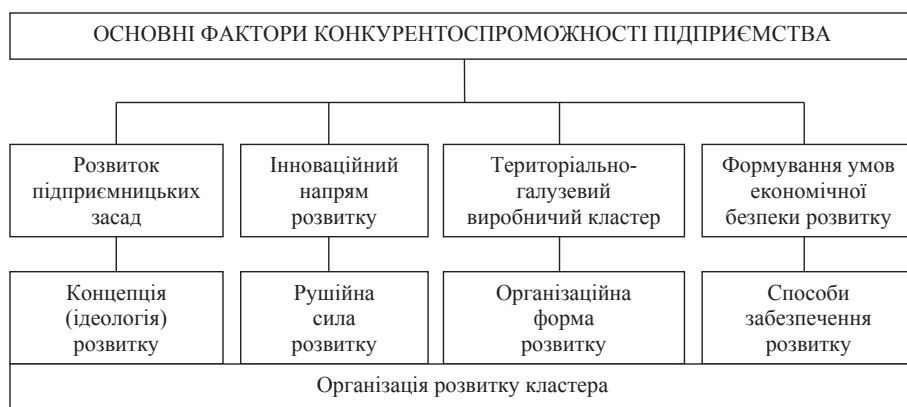 ОСНОВНІ ФАКТОРИ КОНКУРЕНТОСПРОМОЖНОСТІ ПІДПРИЄМСТВА
Розвиток
підприємницьких
засад
Інноваційний
напрям
розвитку
Територіально-
галузевий
виробничий кластер
Формування умов
економічної
безпеки розвитку
Концепція
(ідеологія)
розвитку
Рушійна
сила
розвитку
Організаційна
форма
розвитку
Способи
забезпечення
розвитку
Організація розвитку кластера